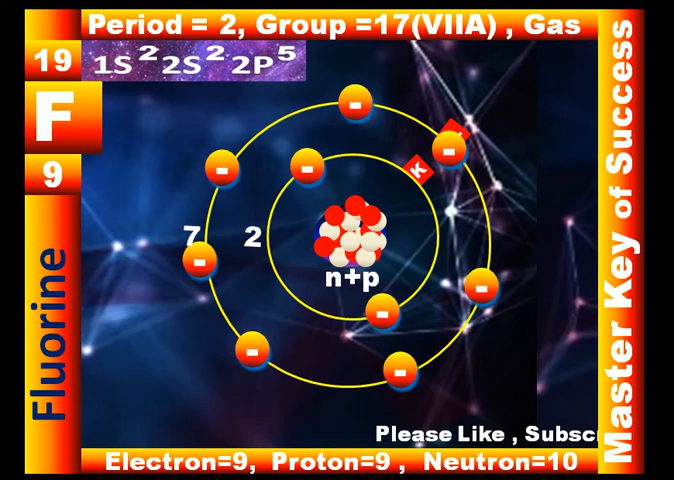 Period = 2, Group =17(VIIA) , Gas
19
1S² 2S² 2P⁵
F
9
Fluorine
K
7
2
n+p
- - - - - - - - -
Please Like , Subsc
Electron=9, Proton=9 , Neutron=10
Master Key of Success